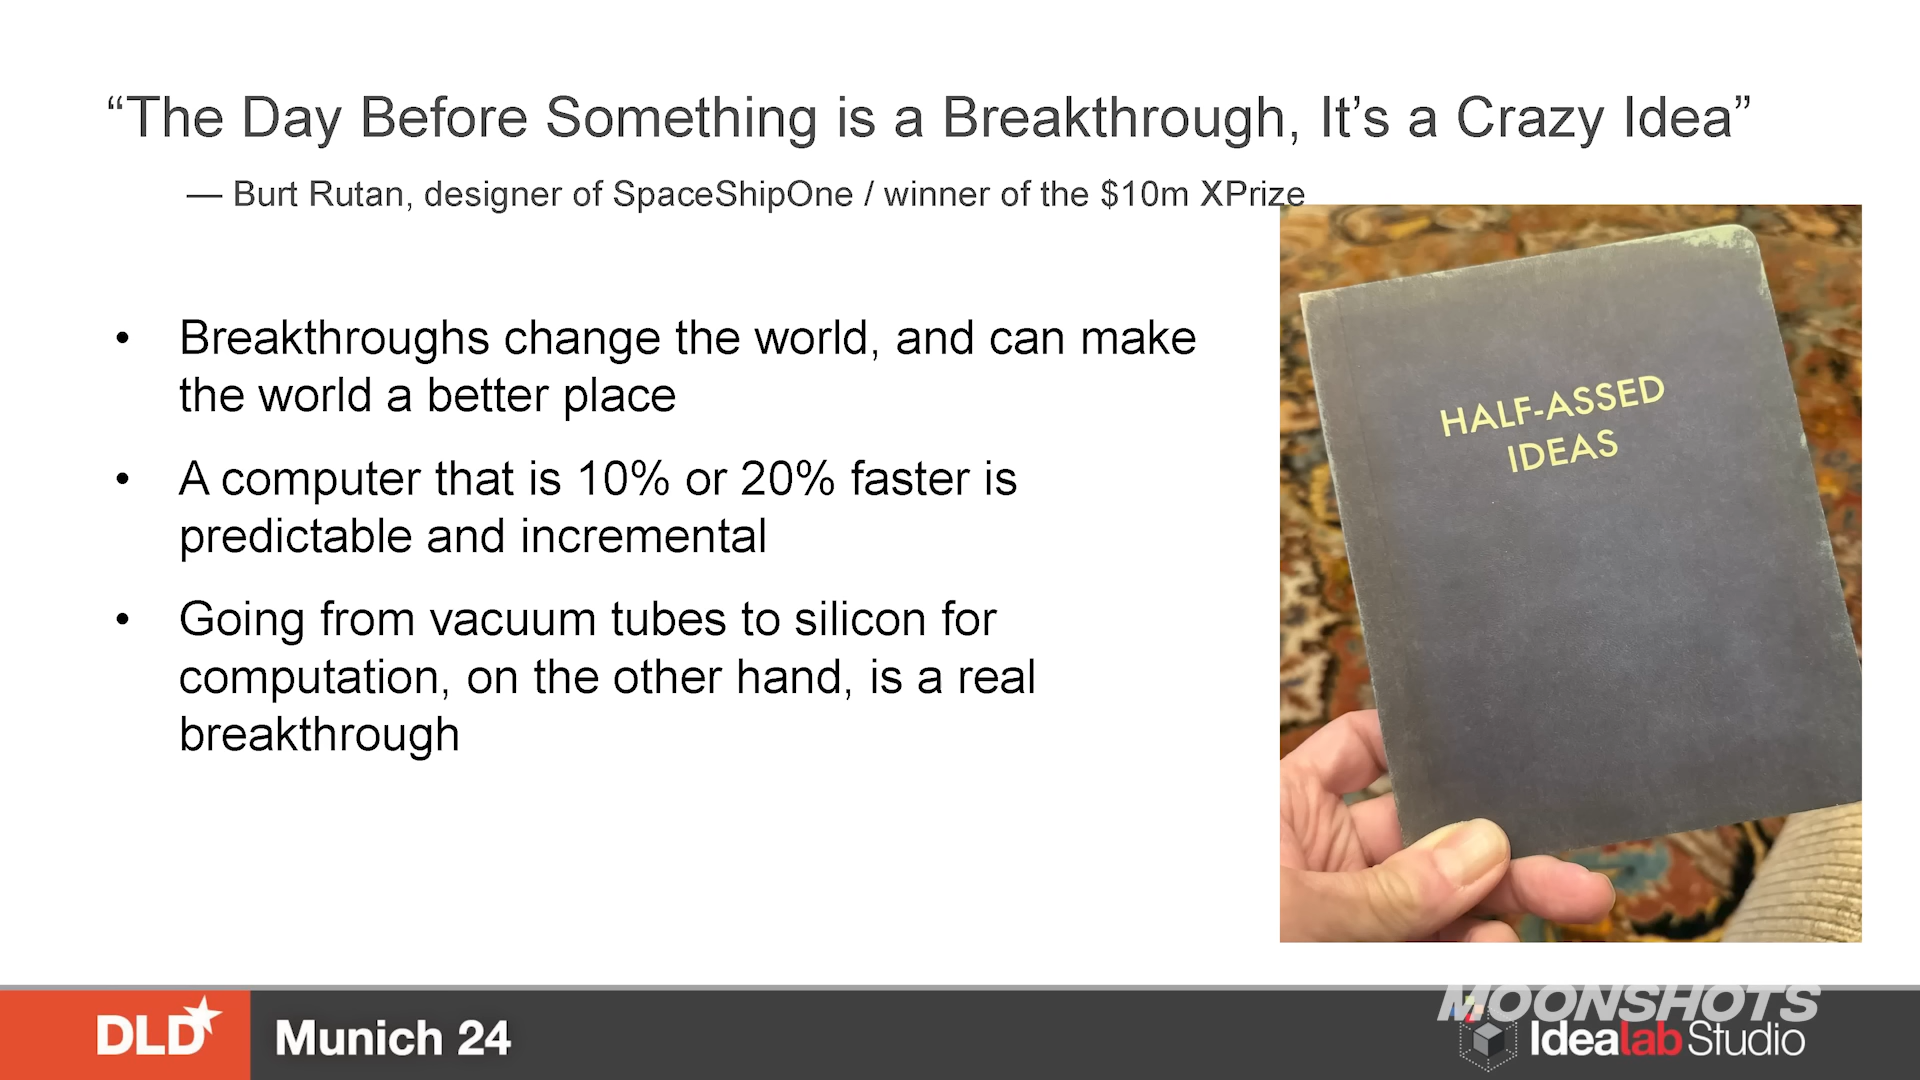 “The Day Before Something is a Breakthrough, It’s a Crazy Idea”
— Burt Rutan, designer of SpaceShipOne / winner of the $10m XPrize
• Breakthroughs change the world, and can make
the world a better place
• A computer that is 10% or 20% faster is
predictable and incremental
• Going from vacuum tubes to silicon for
computation, on the other hand, is a real
breakthrough
HALF-ASSED
IDEAS
DLD Munich 24
MOONSHOTS
Idealab Studio